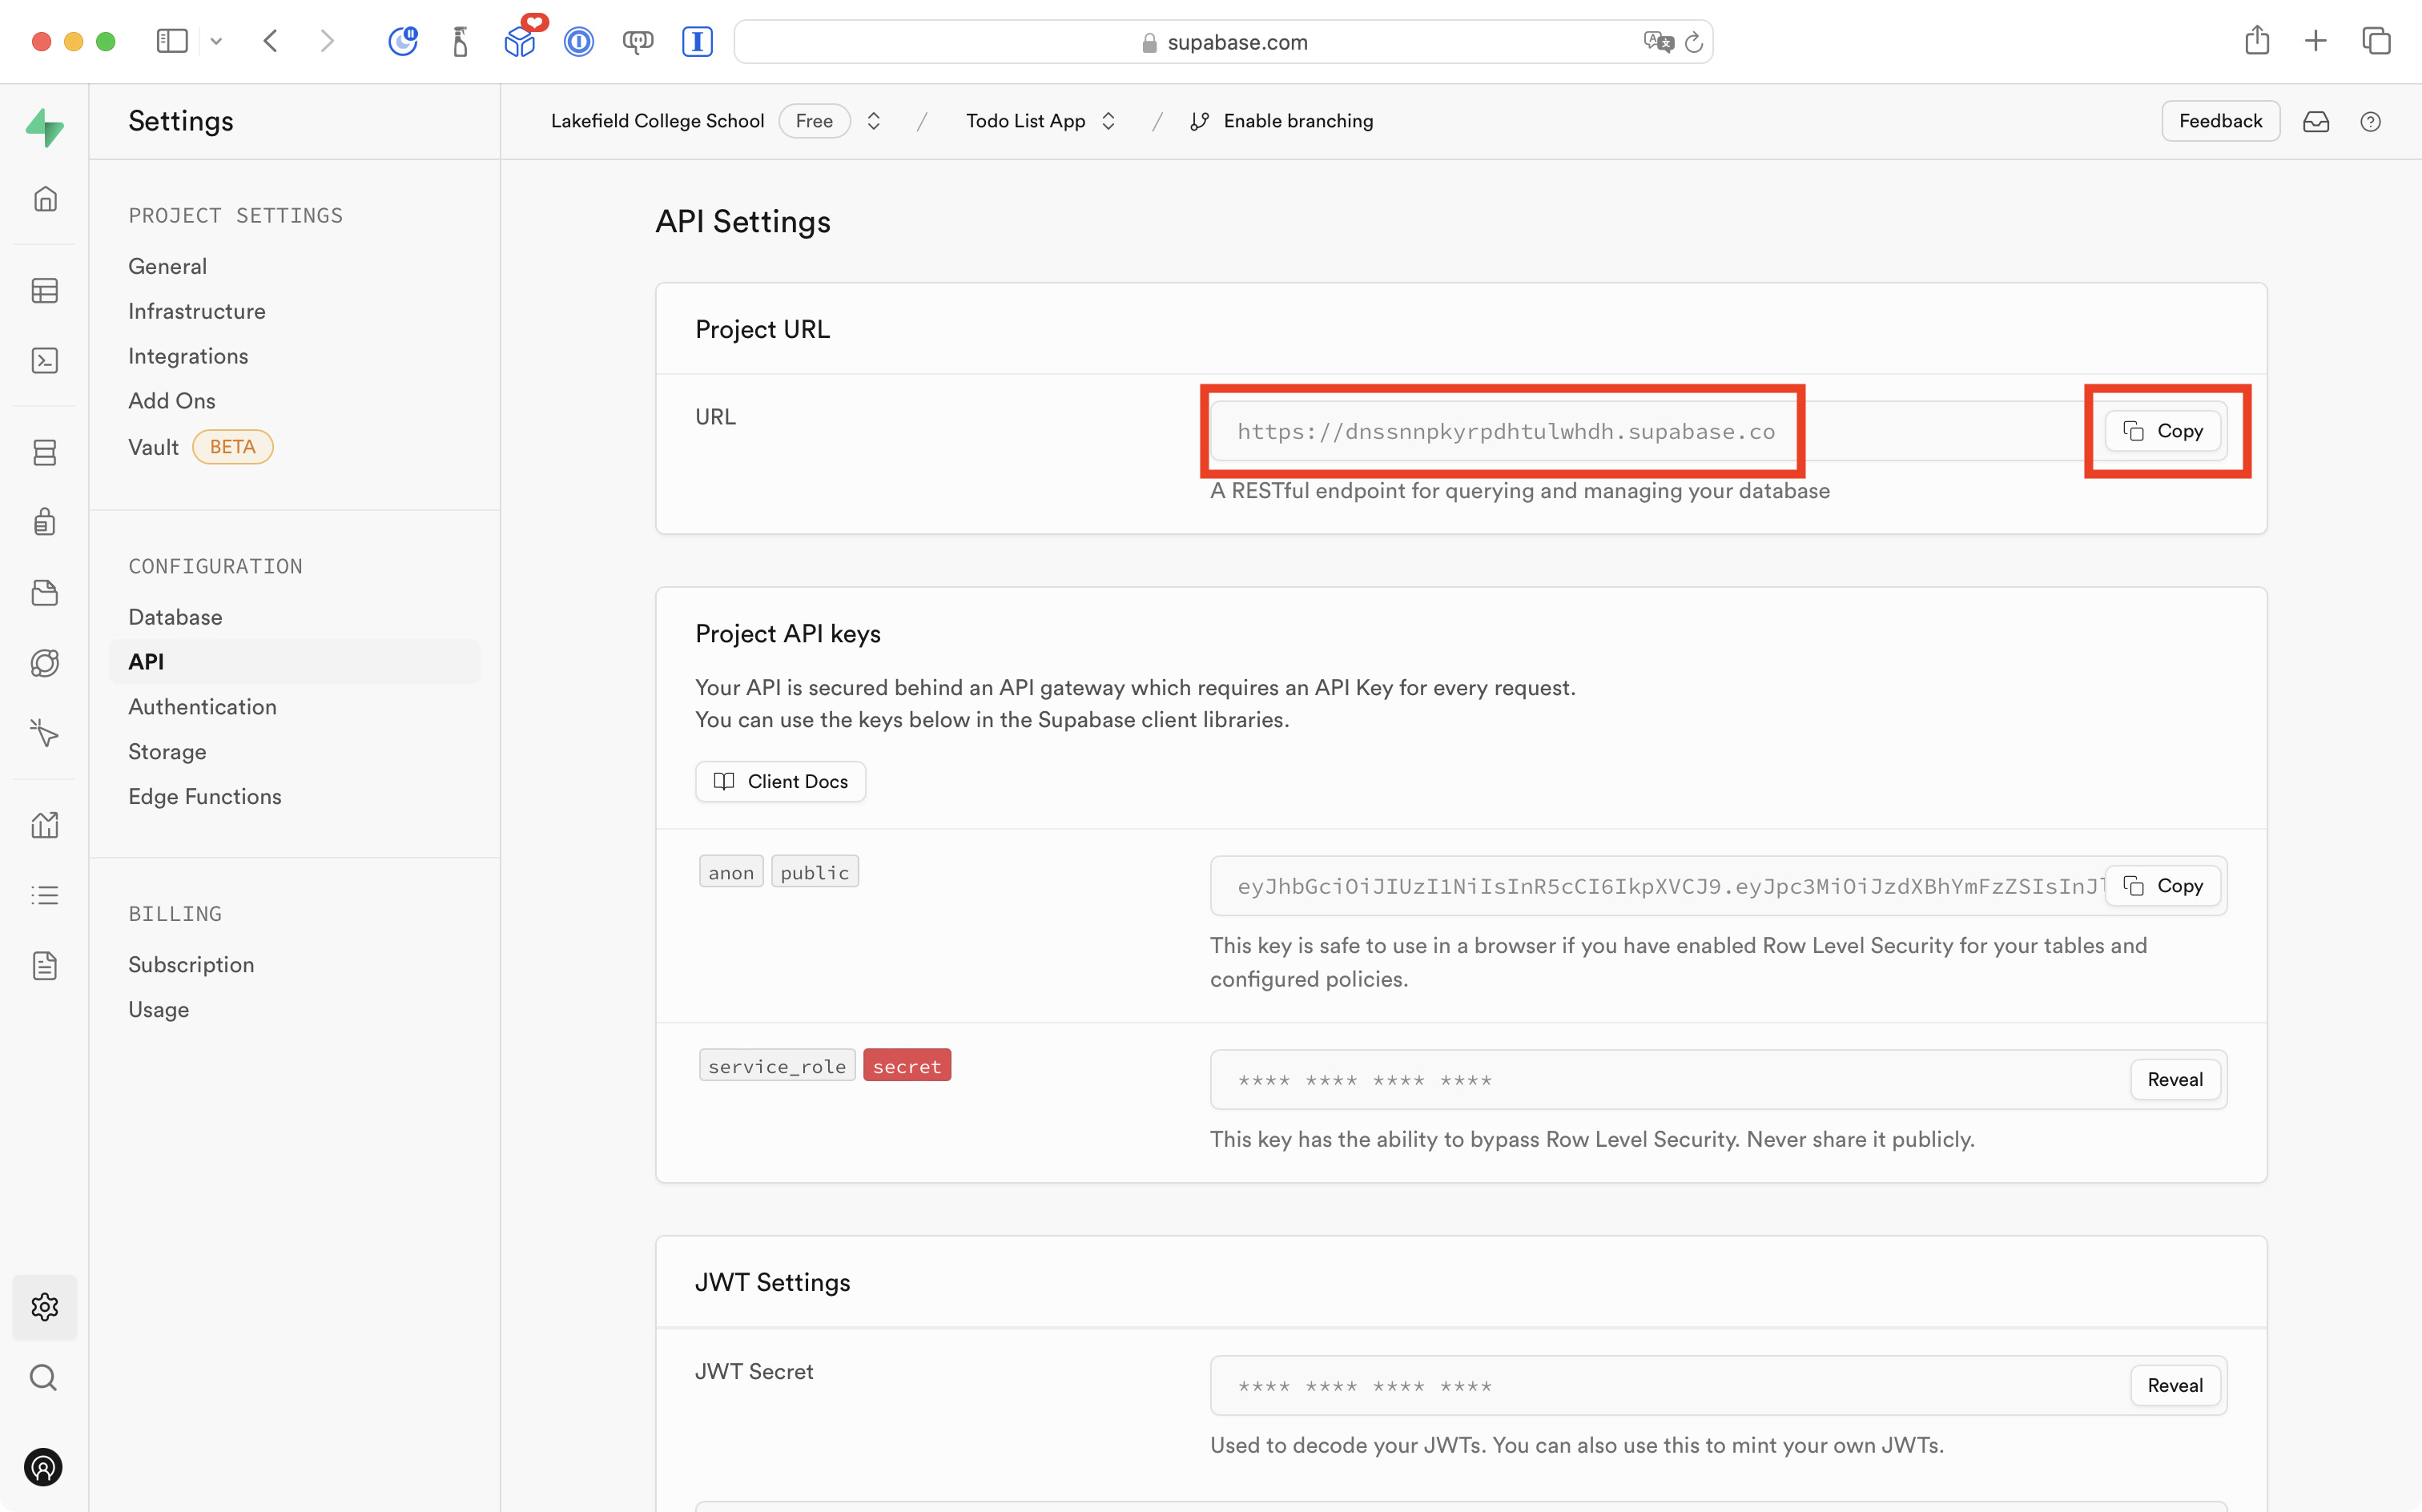 supabase.com
Settings
Lakefield College School Free / Todo List App / Enable branching
Feedback
PROJECT SETTINGS
General
Infrastructure
Integrations
Add Ons
Vault BETA
CONFIGURATION
Database
API
Authentication
Storage
Edge Functions
BILLING
Subscription
Usage
API Settings
Project URL
URL
https://dnssnnpkyrpdhtulwhdh.supabase.co
Copy
A RESTful endpoint for querying and managing your database
Project API keys
Your API is secured behind an API gateway which requires an API Key for every request.
You can use the keys below in the Supabase client libraries.
Client Docs
anon public
eyJhbGciOiJIUzI1NiIsInR5cCI6IkpXVCJ9.eyJpc3MiOiJzdXBhYmFzZSIsInJl
Copy
This key is safe to use in a browser if you have enabled Row Level Security for your tables and
configured policies.
service_role secret
**** **** **** ****
Reveal
This key has the ability to bypass Row Level Security. Never share it publicly.
JWT Settings
JWT Secret
**** **** **** ****
Reveal
Used to decode your JWTs. You can also use this to mint your own JWTs.